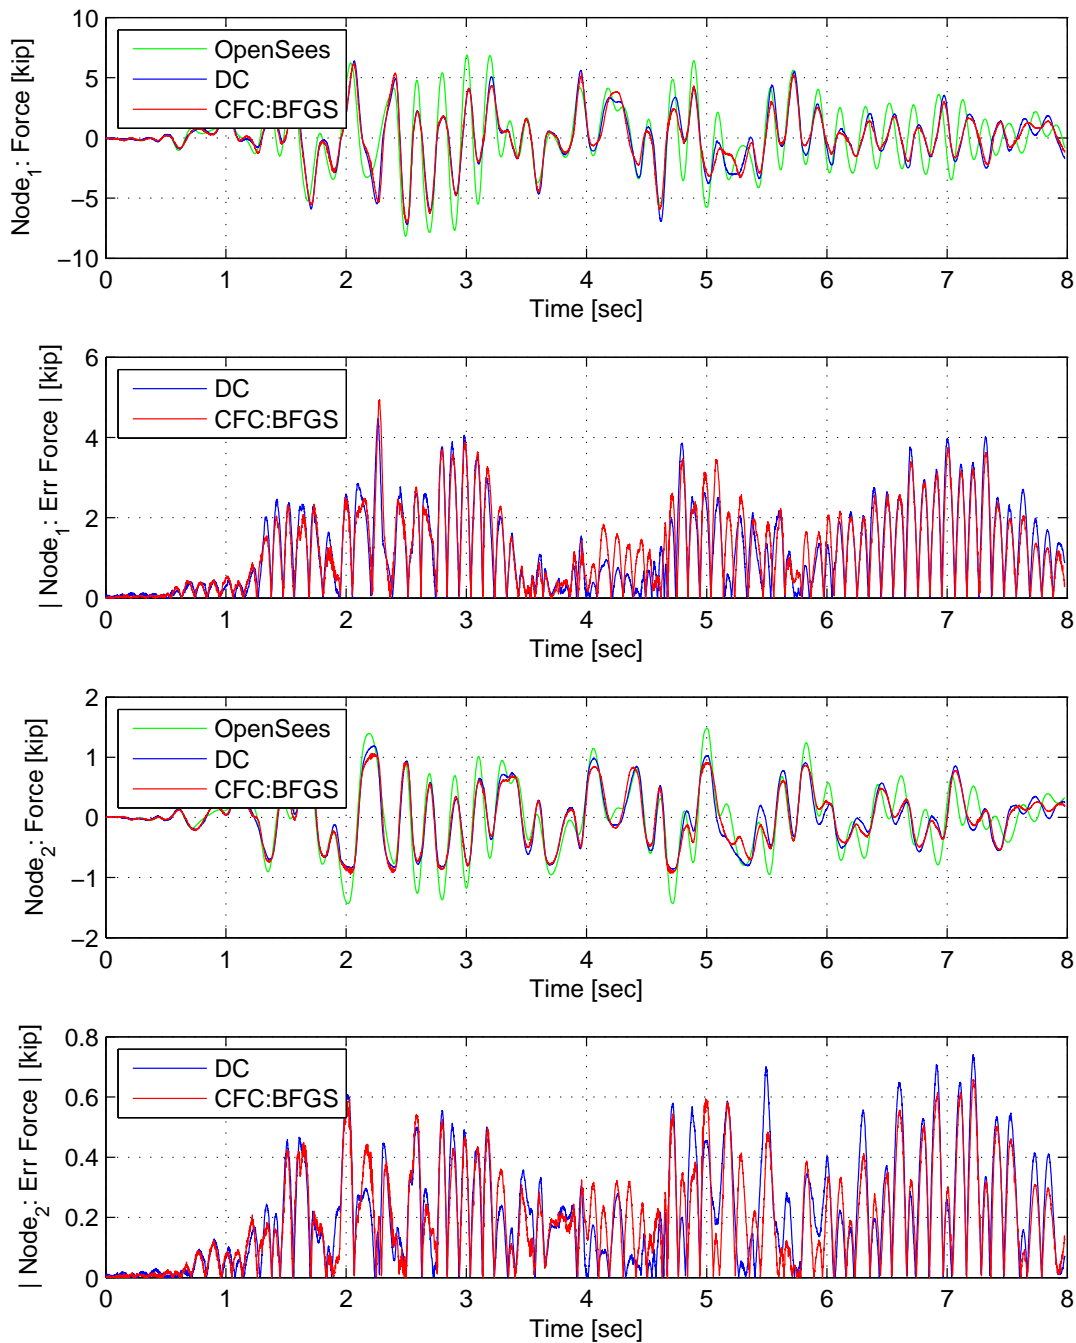 Node1: Force [kip]
10
5
0
−5
−10
OpenSees
DC
CFC:BFGS
0 1 2 3 4 5 6 7 8
Time [sec]
| Node1: Err Force | [kip]
6
4
2
0
DC
CFC:BFGS
0 1 2 3 4 5 6 7 8
Time [sec]
Node2: Force [kip]
2
1
0
−1
−2
OpenSees
DC
CFC:BFGS
0 1 2 3 4 5 6 7 8
Time [sec]
| Node2: Err Force | [kip]
0.8
0.6
0.4
0.2
0
DC
CFC:BFGS
0 1 2 3 4 5 6 7 8
Time [sec]